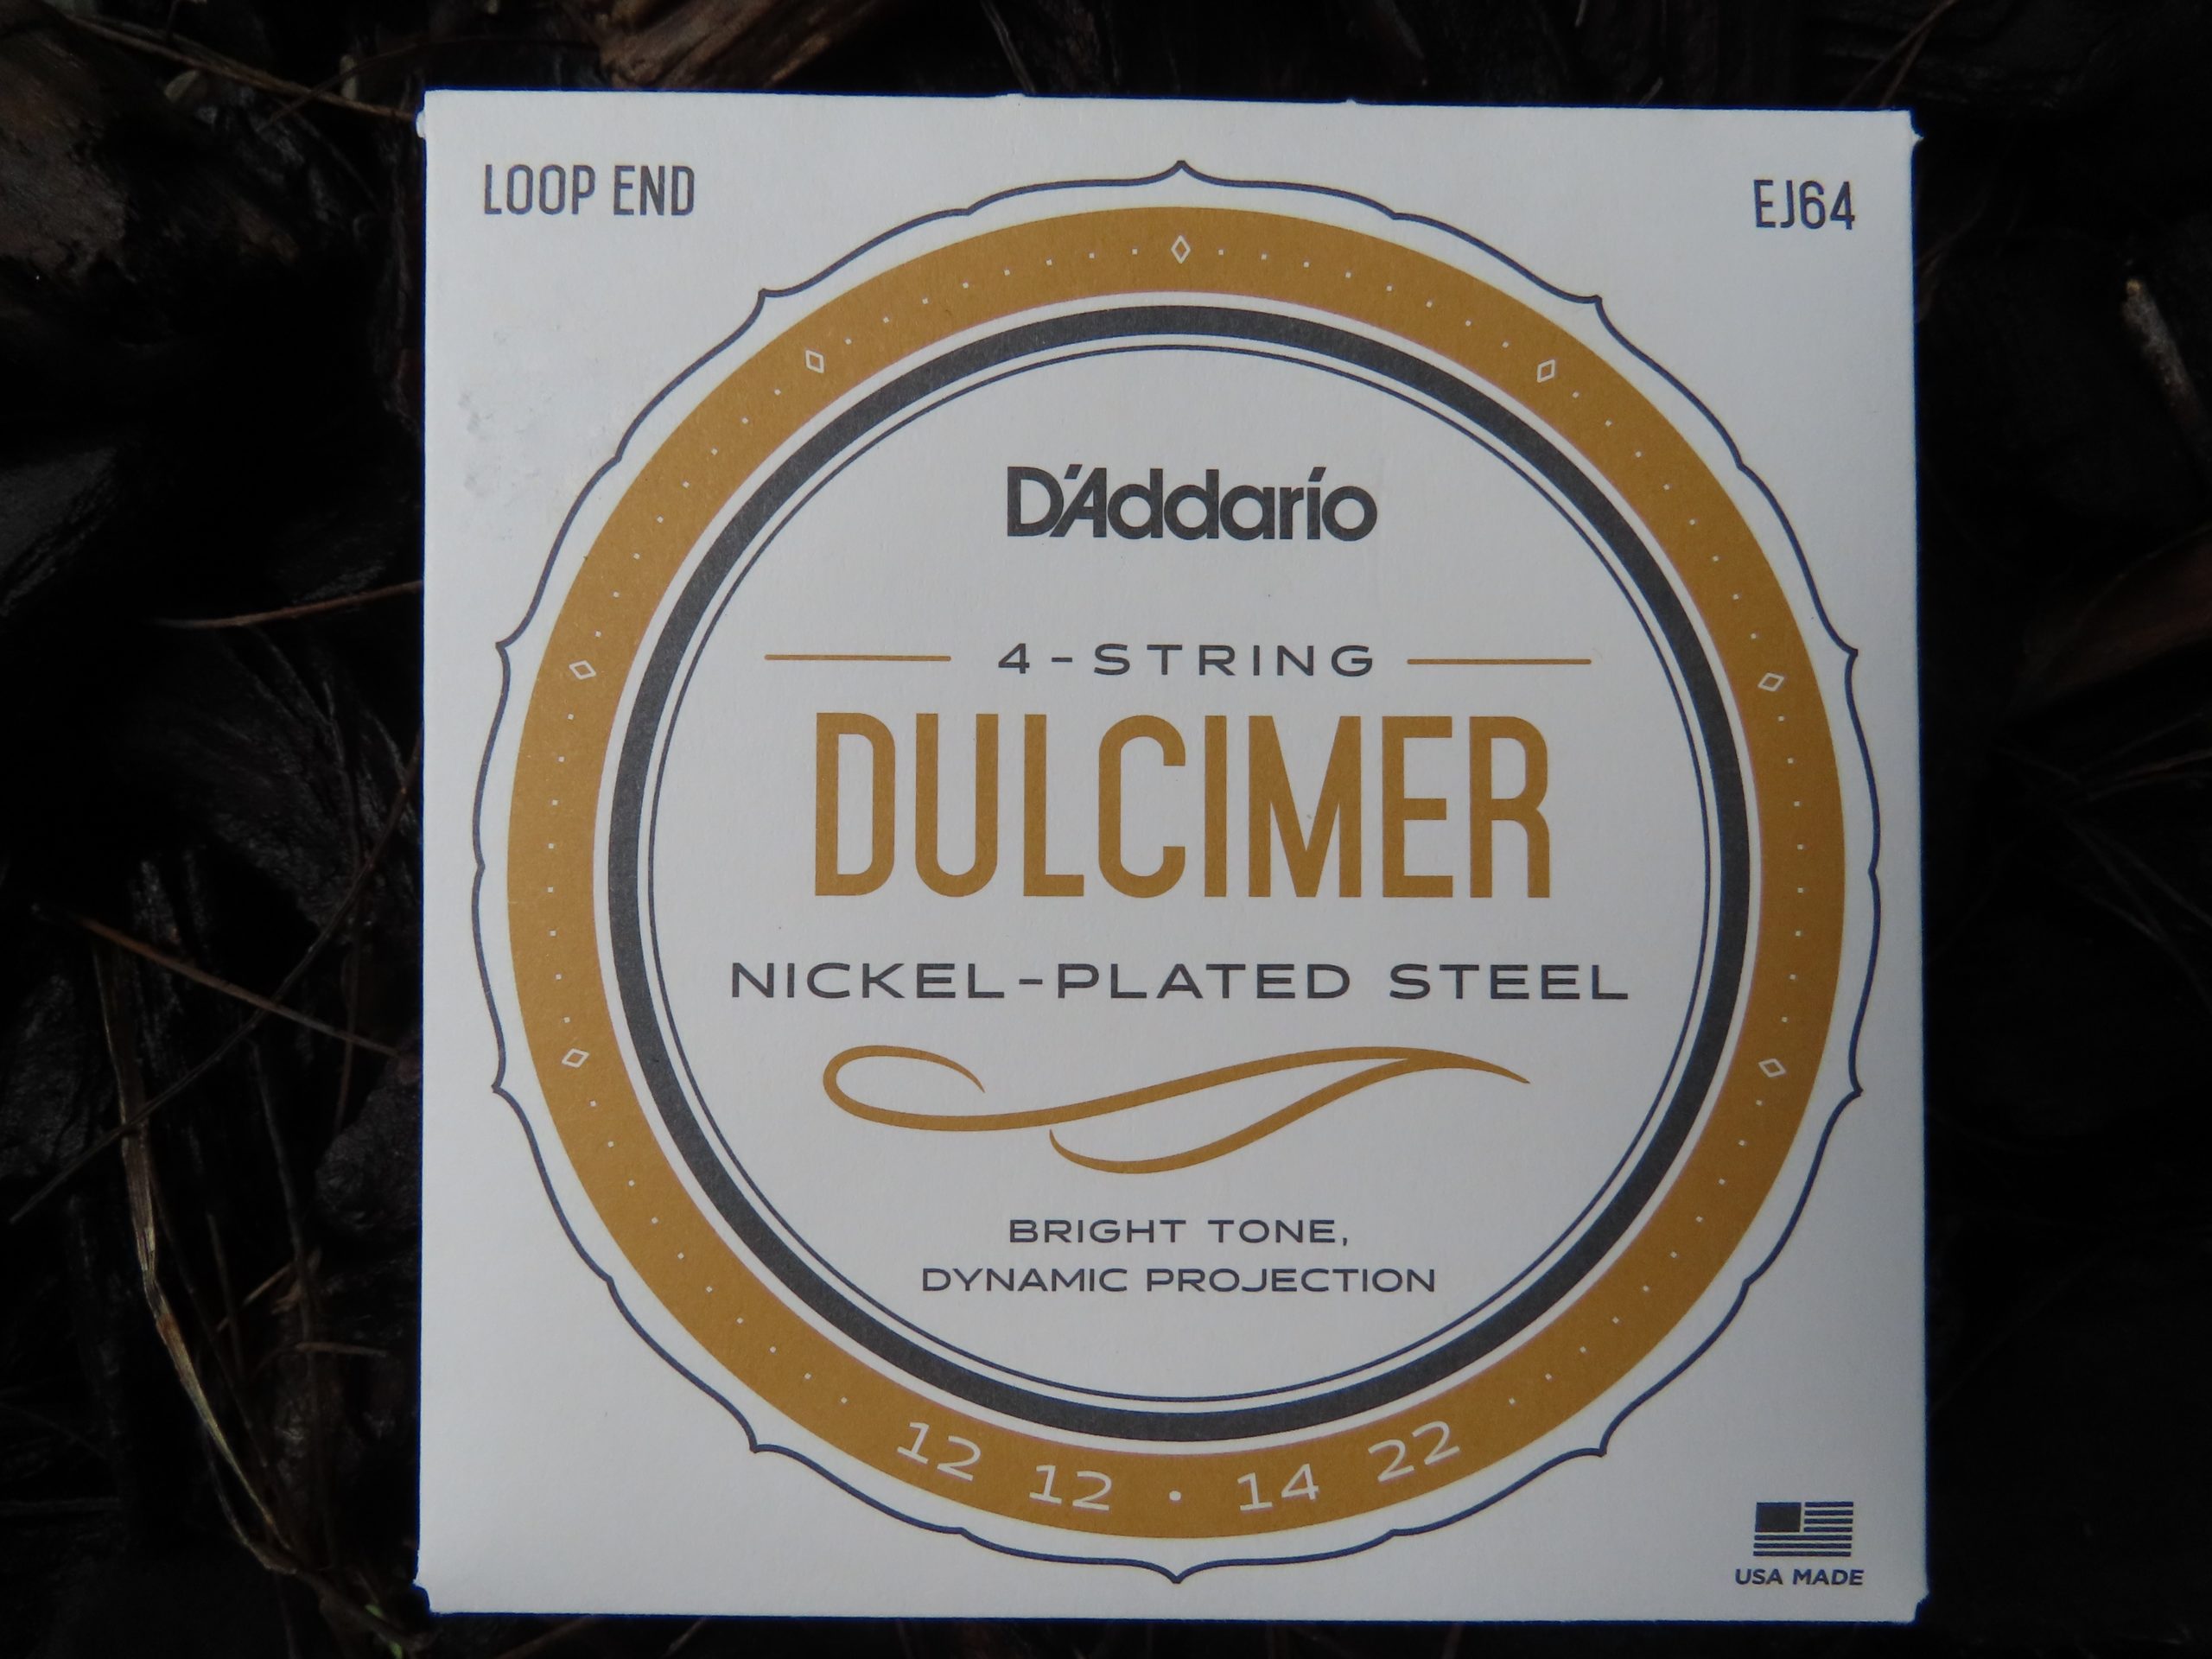 LOOP END
EJ64
D'Addario
4-STRING
DULCIMER
NICKEL-PLATED STEEL
BRIGHT TONE,
DYNAMIC PROJECTION
12 12 • 14 22
USA MADE